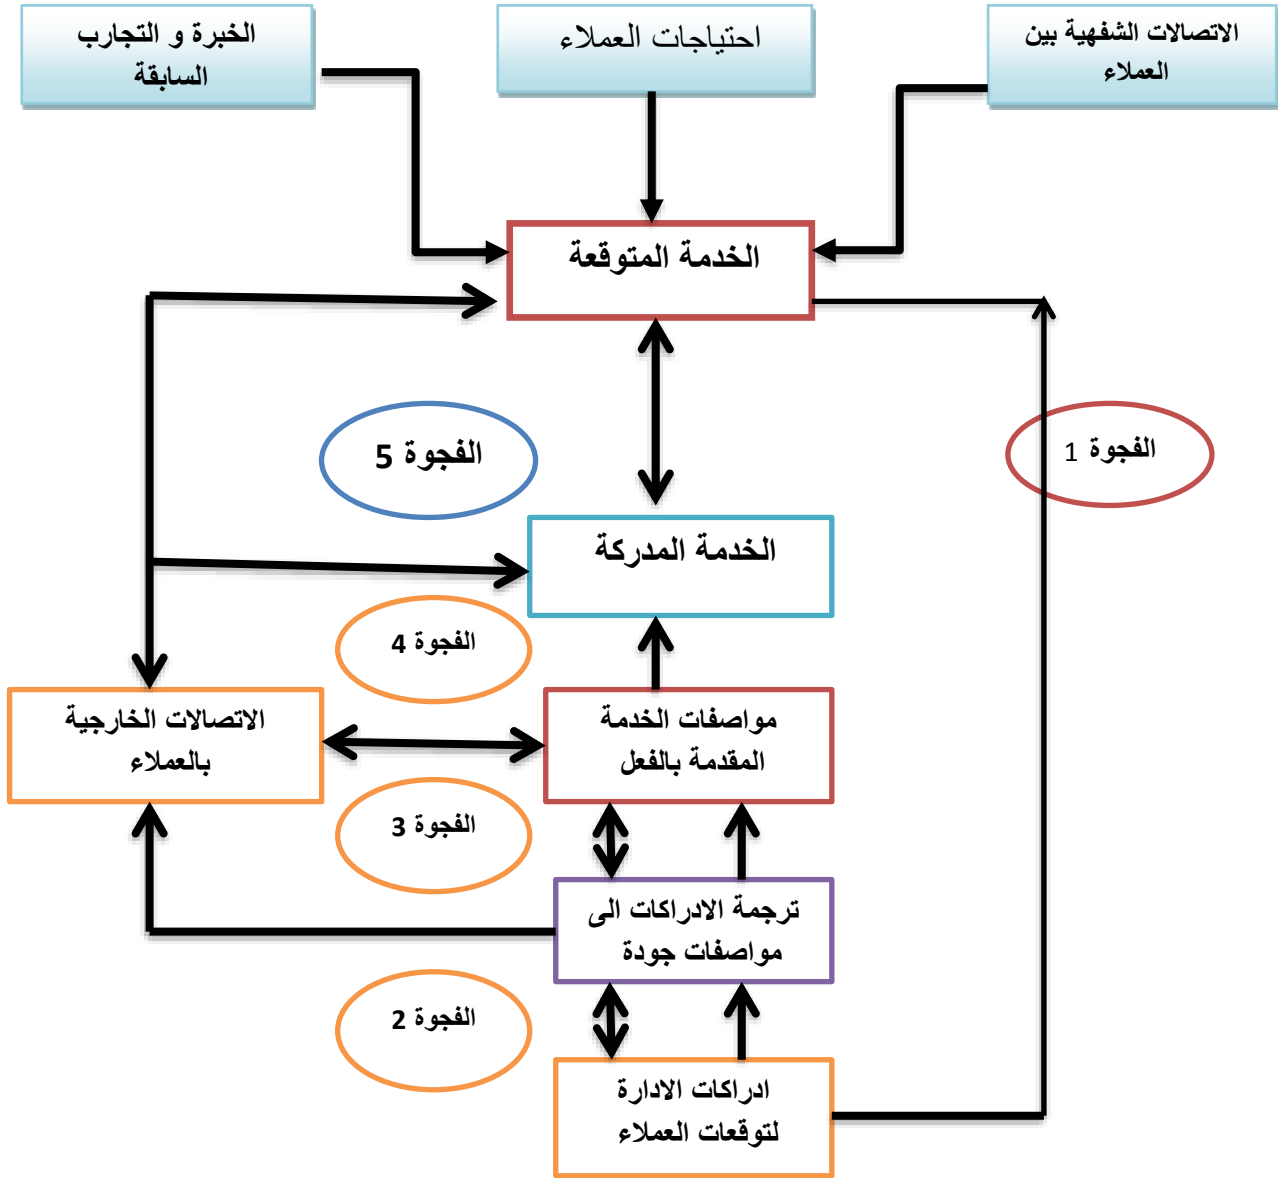 الاتصالات الشفهية بين
العملاء
احتياجات العملاء
الخبرة و التجارب
السابقة
الخدمة المتوقعة
الفجوة 1
الفجوة 5
الخدمة المدركة
الفجوة 4
مواصفات الخدمة
المقدمة بالفعل
الاتصالات الخارجية
بالعملاء
الفجوة 3
ترجمة الادراكات الى
مواصفات جودة
الفجوة 2
ادراكات الادارة
لتوقعات العملاء